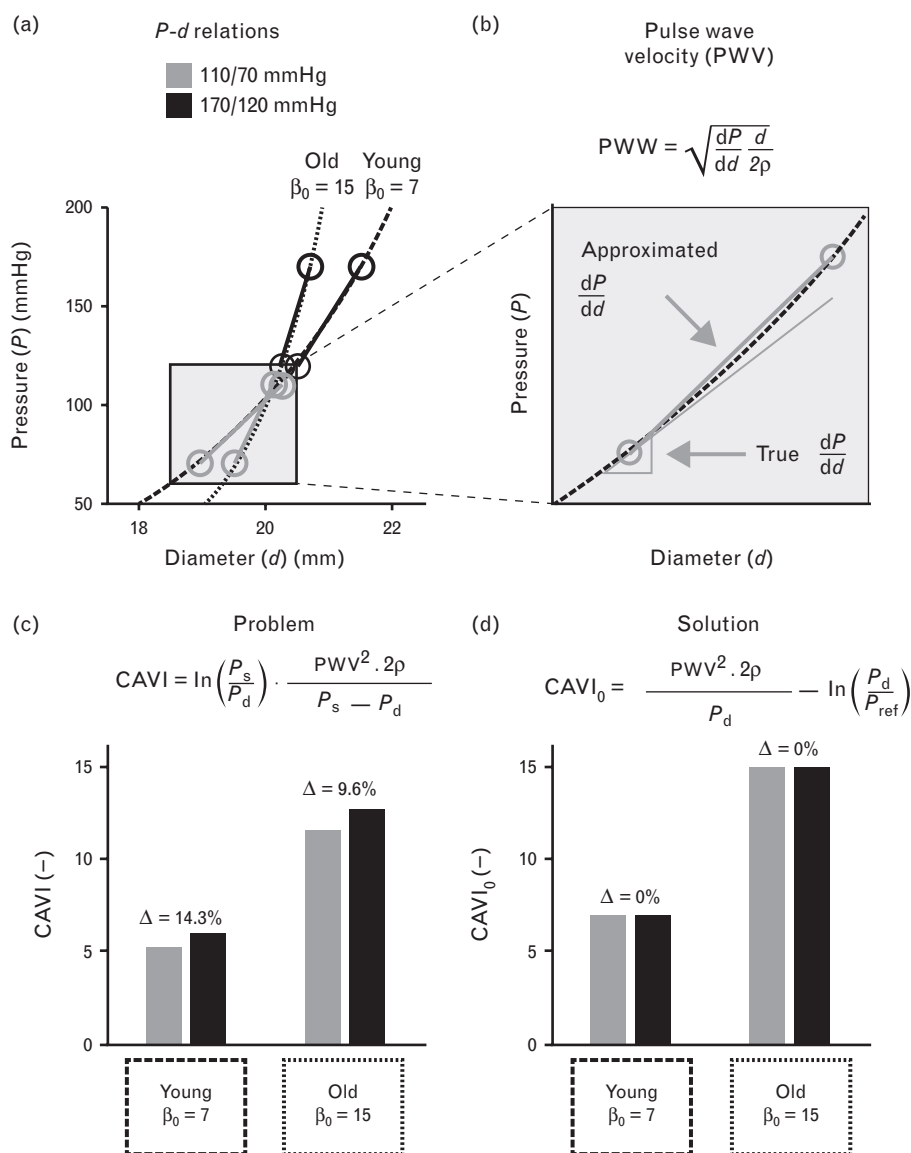 (a)
P-d relations
110/70 mmHg
170/120 mmHg
Old
β₀ = 15
Young
β₀ = 7
200
150
100
50
Pressure (P) (mmHg)
18 20 22
Diameter (d) (mm)
(b)
Pulse wave
velocity (PWV)
PWW = √(dP/dd d/2ρ)
Approximated
dP/dd
True dP/dd
Pressure (P)
Diameter (d)
(c)
Problem
CAVI = ln(Ps/Pd) · PWV² . 2ρ / Ps − Pd
15
10
5
0
CAVI (–)
Δ = 14.3%
Δ = 9.6%
Young
β₀ = 7
Old
β₀ = 15
(d)
Solution
CAVI₀ = PWV² . 2ρ / Pd − ln(Pd/Pref)
15
10
5
0
CAVI₀ (–)
Δ = 0%
Δ = 0%
Young
β₀ = 7
Old
β₀ = 15